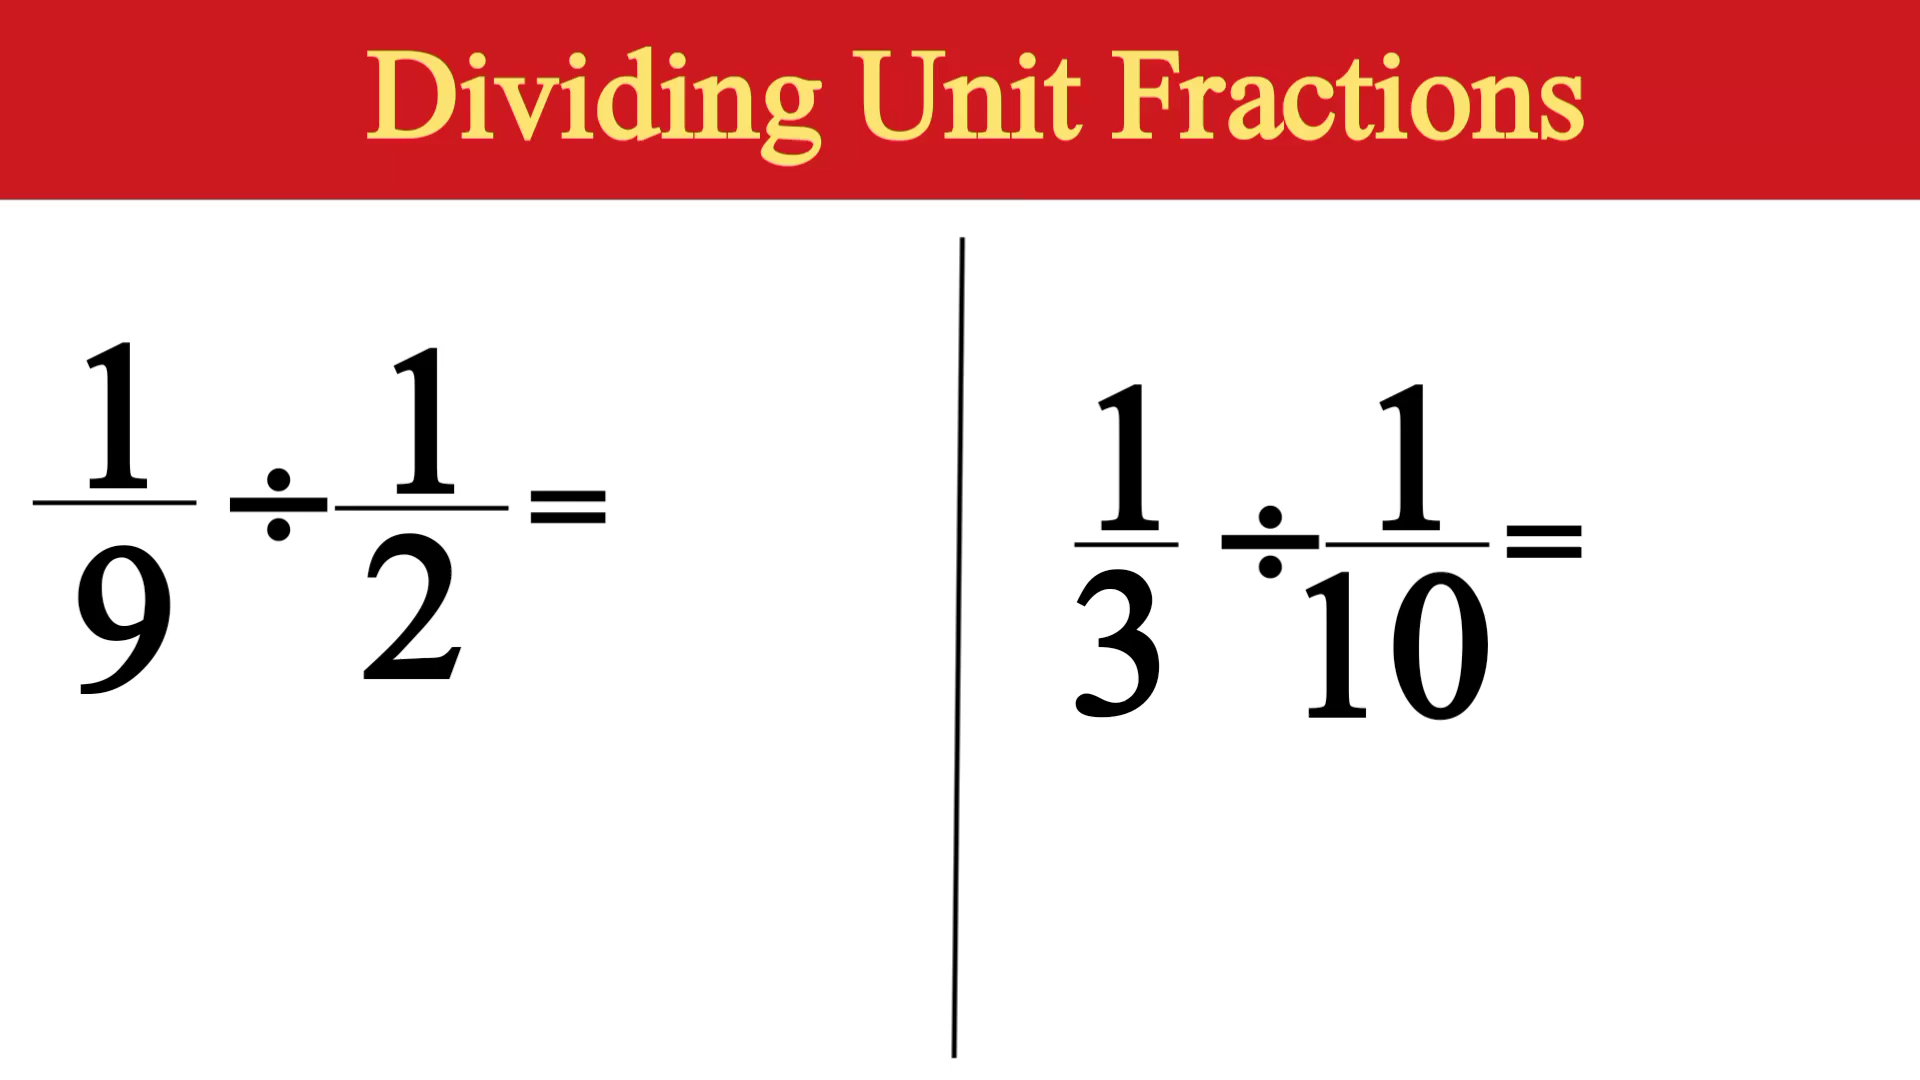 Dividing Unit Fractions
1/9 ÷ 1/2 =
1/3 ÷ 1/10 =